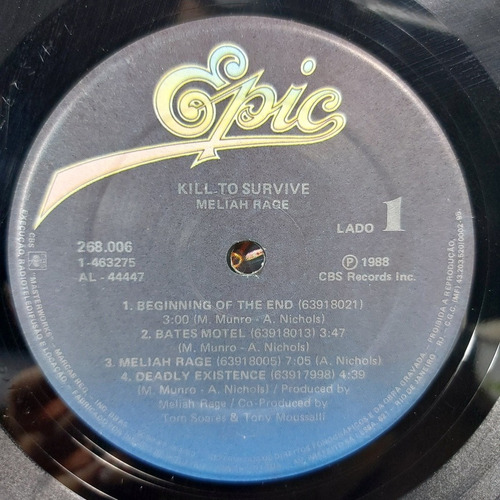 Epic
KILL TO SURVIVE
MELIAH RAGE
LADO 1
268.006
1-463275
AL - 44447
℗ 1988
CBS Records Inc.
1. BEGINNING OF THE END (63918021)
3:00 (M. Munro - A. Nichols)
2. BATES MOTEL (63918013) 3:47
(M. Munro - A. Nichols)
3. MELIAH RAGE (63918005) 7:05 (A. Nichols)
4. DEADLY EXISTENCE (63917998) 4:39
(M. Munro - A. Nichols) / Produced by
Meliah Rage / Co-Produced by
Tom Soares & Tony Moussalli
CBS